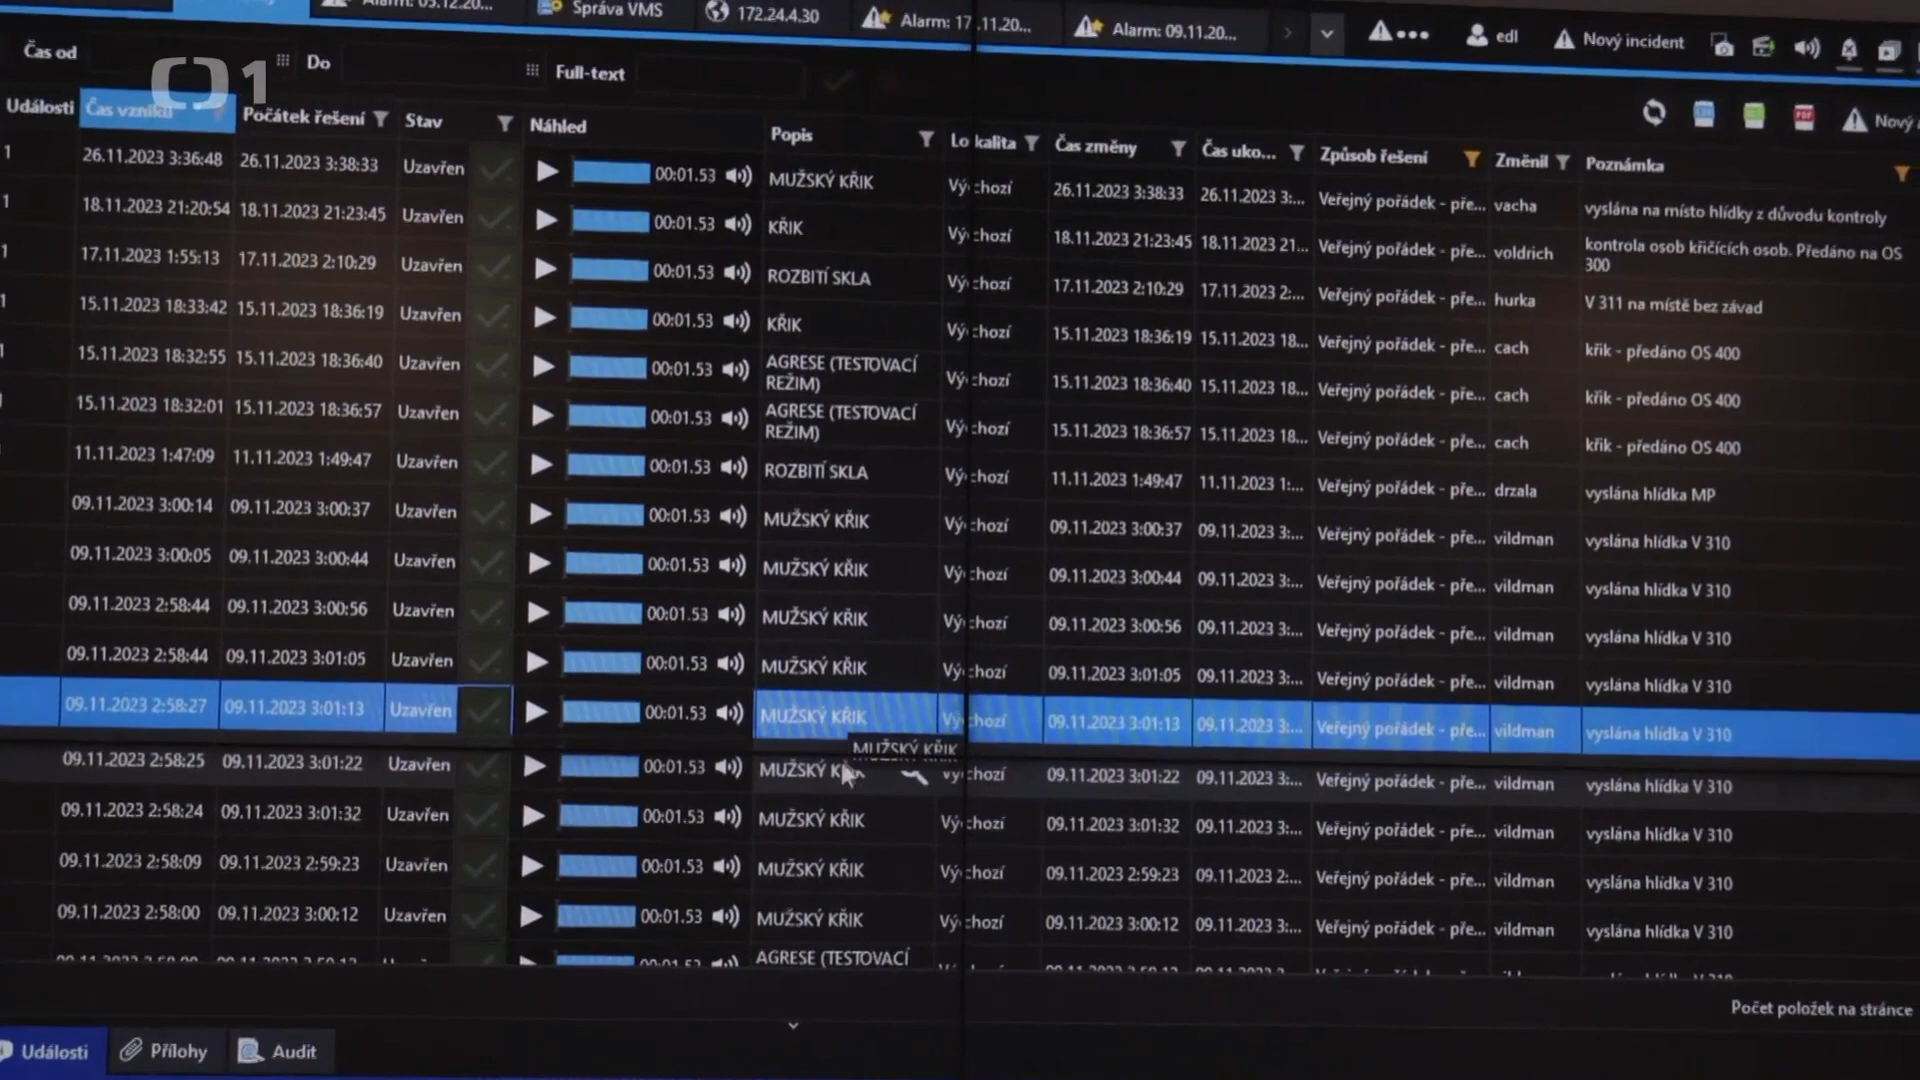 Správa VMS
172.24.4.30
Alarm: 17.11.20...
Alarm: 09.11.20...
edl
Nový incident
Čas od
Do
Full-text
1
Události Čas vzniku Počátek řešení Stav Náhled Popis Lokalita Čas změny Čas uko... Způsob řešení Změnil Poznámka
1 26.11.2023 3:36:48 26.11.2023 3:38:33 Uzavřen 00:01.53 MUŽSKÝ KŘIK Výchozí 26.11.2023 3:38:33 26.11.2023 3:... Veřejný pořádek - pře... vacha vyslána na místo hlídky z důvodu kontroly
1 18.11.2023 21:20:54 18.11.2023 21:23:45 Uzavřen 00:01.53 KŘIK Výchozí 18.11.2023 21:23:45 18.11.2023 21... Veřejný pořádek - pře... voldrich kontrola osob křičících osob. Předáno na OS
300
1 17.11.2023 1:55:13 17.11.2023 2:10:29 Uzavřen 00:01.53 ROZBITÍ SKLA Výchozí 17.11.2023 2:10:29 17.11.2023 2:... Veřejný pořádek - pře... hurka V 311 na místě bez závad
1 15.11.2023 18:33:42 15.11.2023 18:36:19 Uzavřen 00:01.53 KŘIK Výchozí 15.11.2023 18:36:19 15.11.2023 18... Veřejný pořádek - pře... cach křik - předáno OS 400
1 15.11.2023 18:32:55 15.11.2023 18:36:40 Uzavřen 00:01.53 AGRESE (TESTOVACÍ
REŽIM) Výchozí 15.11.2023 18:36:40 15.11.2023 18... Veřejný pořádek - pře... cach křik - předáno OS 400
15.11.2023 18:32:01 15.11.2023 18:36:57 Uzavřen 00:01.53 AGRESE (TESTOVACÍ
REŽIM) Výchozí 15.11.2023 18:36:57 15.11.2023 18... Veřejný pořádek - pře... cach křik - předáno OS 400
11.11.2023 1:47:09 11.11.2023 1:49:47 Uzavřen 00:01.53 ROZBITÍ SKLA Výchozí 11.11.2023 1:49:47 11.11.2023 1:... Veřejný pořádek - pře... drzala vyslána hlídka MP
09.11.2023 3:00:14 09.11.2023 3:00:37 Uzavřen 00:01.53 MUŽSKÝ KŘIK Výchozí 09.11.2023 3:00:37 09.11.2023 3:... Veřejný pořádek - pře... vildman vyslána hlídka V 310
09.11.2023 3:00:05 09.11.2023 3:00:44 Uzavřen 00:01.53 MUŽSKÝ KŘIK Výchozí 09.11.2023 3:00:44 09.11.2023 3:... Veřejný pořádek - pře... vildman vyslána hlídka V 310
09.11.2023 2:58:44 09.11.2023 3:00:56 Uzavřen 00:01.53 MUŽSKÝ KŘIK Výchozí 09.11.2023 3:00:56 09.11.2023 3:... Veřejný pořádek - pře... vildman vyslána hlídka V 310
09.11.2023 2:58:44 09.11.2023 3:01:05 Uzavřen 00:01.53 MUŽSKÝ KŘIK Výchozí 09.11.2023 3:01:05 09.11.2023 3:... Veřejný pořádek - pře... vildman vyslána hlídka V 310
09.11.2023 2:58:27 09.11.2023 3:01:13 Uzavřen 00:01.53 MUŽSKÝ KŘIK Výchozí 09.11.2023 3:01:13 09.11.2023 3:... Veřejný pořádek - pře... vildman vyslána hlídka V 310
MUŽSKÝ KŘIK
09.11.2023 2:58:25 09.11.2023 3:01:22 Uzavřen 00:01.53 MUŽSKÝ Výchozí 09.11.2023 3:01:22 09.11.2023 3:... Veřejný pořádek - pře... vildman vyslána hlídka V 310
09.11.2023 2:58:24 09.11.2023 3:01:32 Uzavřen 00:01.53 MUŽSKÝ KŘIK Výchozí 09.11.2023 3:01:32 09.11.2023 3:... Veřejný pořádek - pře... vildman vyslána hlídka V 310
09.11.2023 2:58:09 09.11.2023 2:59:23 Uzavřen 00:01.53 MUŽSKÝ KŘIK Výchozí 09.11.2023 2:59:23 09.11.2023 2:... Veřejný pořádek - pře... vildman vyslána hlídka V 310
09.11.2023 2:58:00 09.11.2023 3:00:12 Uzavřen 00:01.53 MUŽSKÝ KŘIK Výchozí 09.11.2023 3:00:12 09.11.2023 3:... Veřejný pořádek - pře... vildman vyslána hlídka V 310
AGRESE (TESTOVACÍ
Počet položek na stránce
Události
Přílohy
Audit